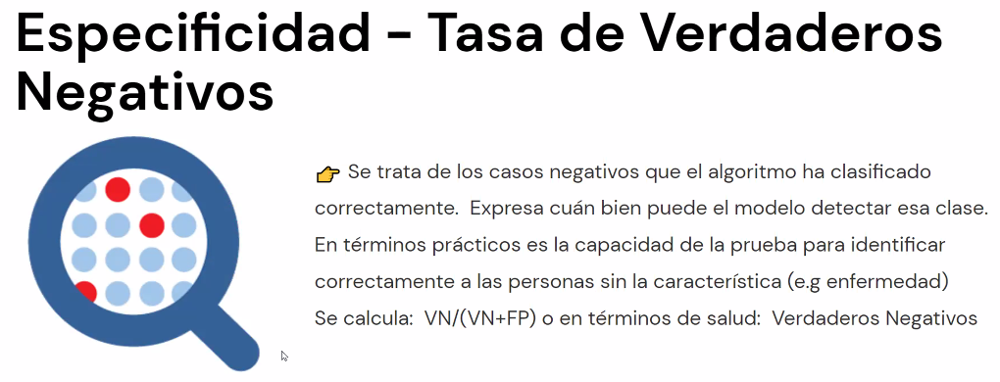 Especificidad - Tasa de Verdaderos
Negativos
👉 Se trata de los casos negativos que el algoritmo ha clasificado
correctamente.  Expresa cuán bien puede el modelo detectar esa clase.
En términos prácticos es la capacidad de la prueba para identificar
correctamente a las personas sin la característica (e.g enfermedad)
Se calcula:  VN/(VN+FP) o en términos de salud:  Verdaderos Negativos